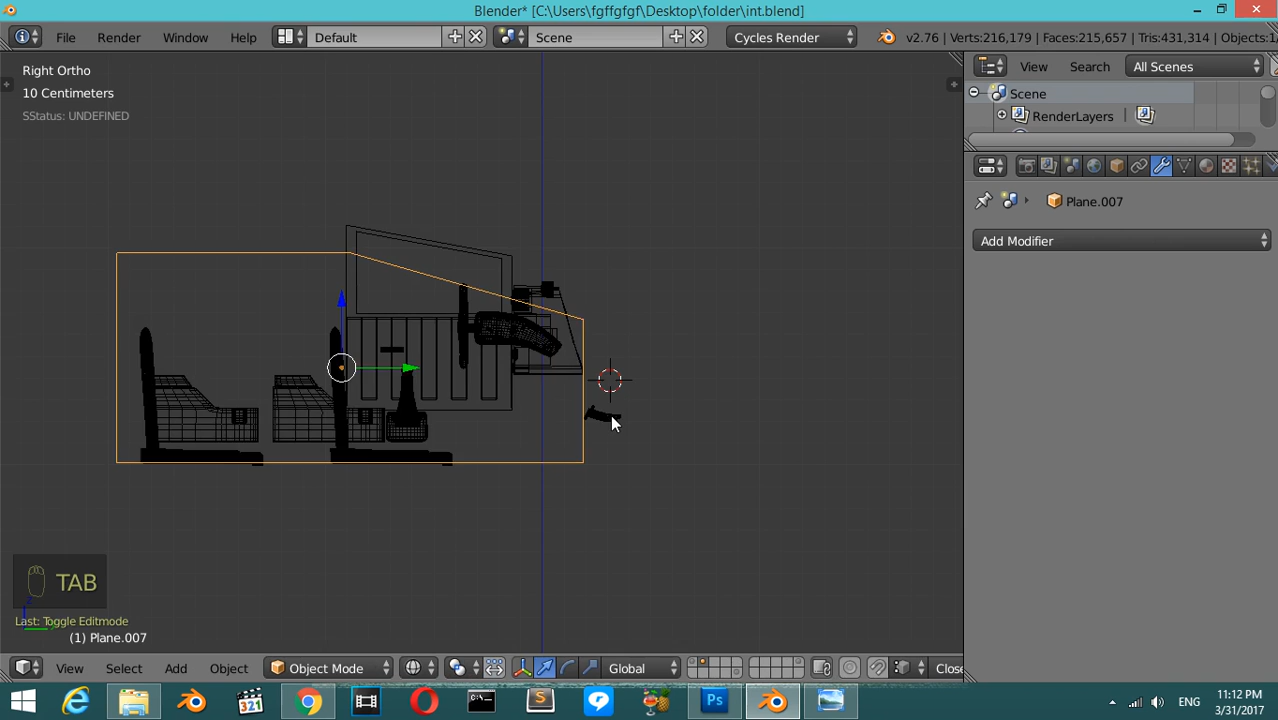 Blender* [C:\Users\fgffgfgf\Desktop\folder\int.blend]
File Render Window Help Default Scene Cycles Render v2.76 | Verts:216,179 | Faces:215,657 | Tris:431,314 | Objects:1
Right Ortho
10 Centimeters
SStatus: UNDEFINED
View Search All Scenes
Scene
RenderLayers
Plane.007
Add Modifier
TAB
Last: Toggle Editmode
(1) Plane.007
View Select Add Object Object Mode Global Close
321
Ps
ENG
11:12 PM
3/31/2017